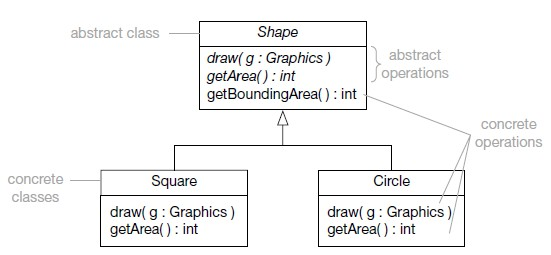 abstract class
Shape
draw( g : Graphics )
getArea( ) : int
getBoundingArea( ) : int
abstract
operations
concrete
operations
concrete
classes
Square
draw( g : Graphics )
getArea( ) : int
Circle
draw( g : Graphics )
getArea( ) : int